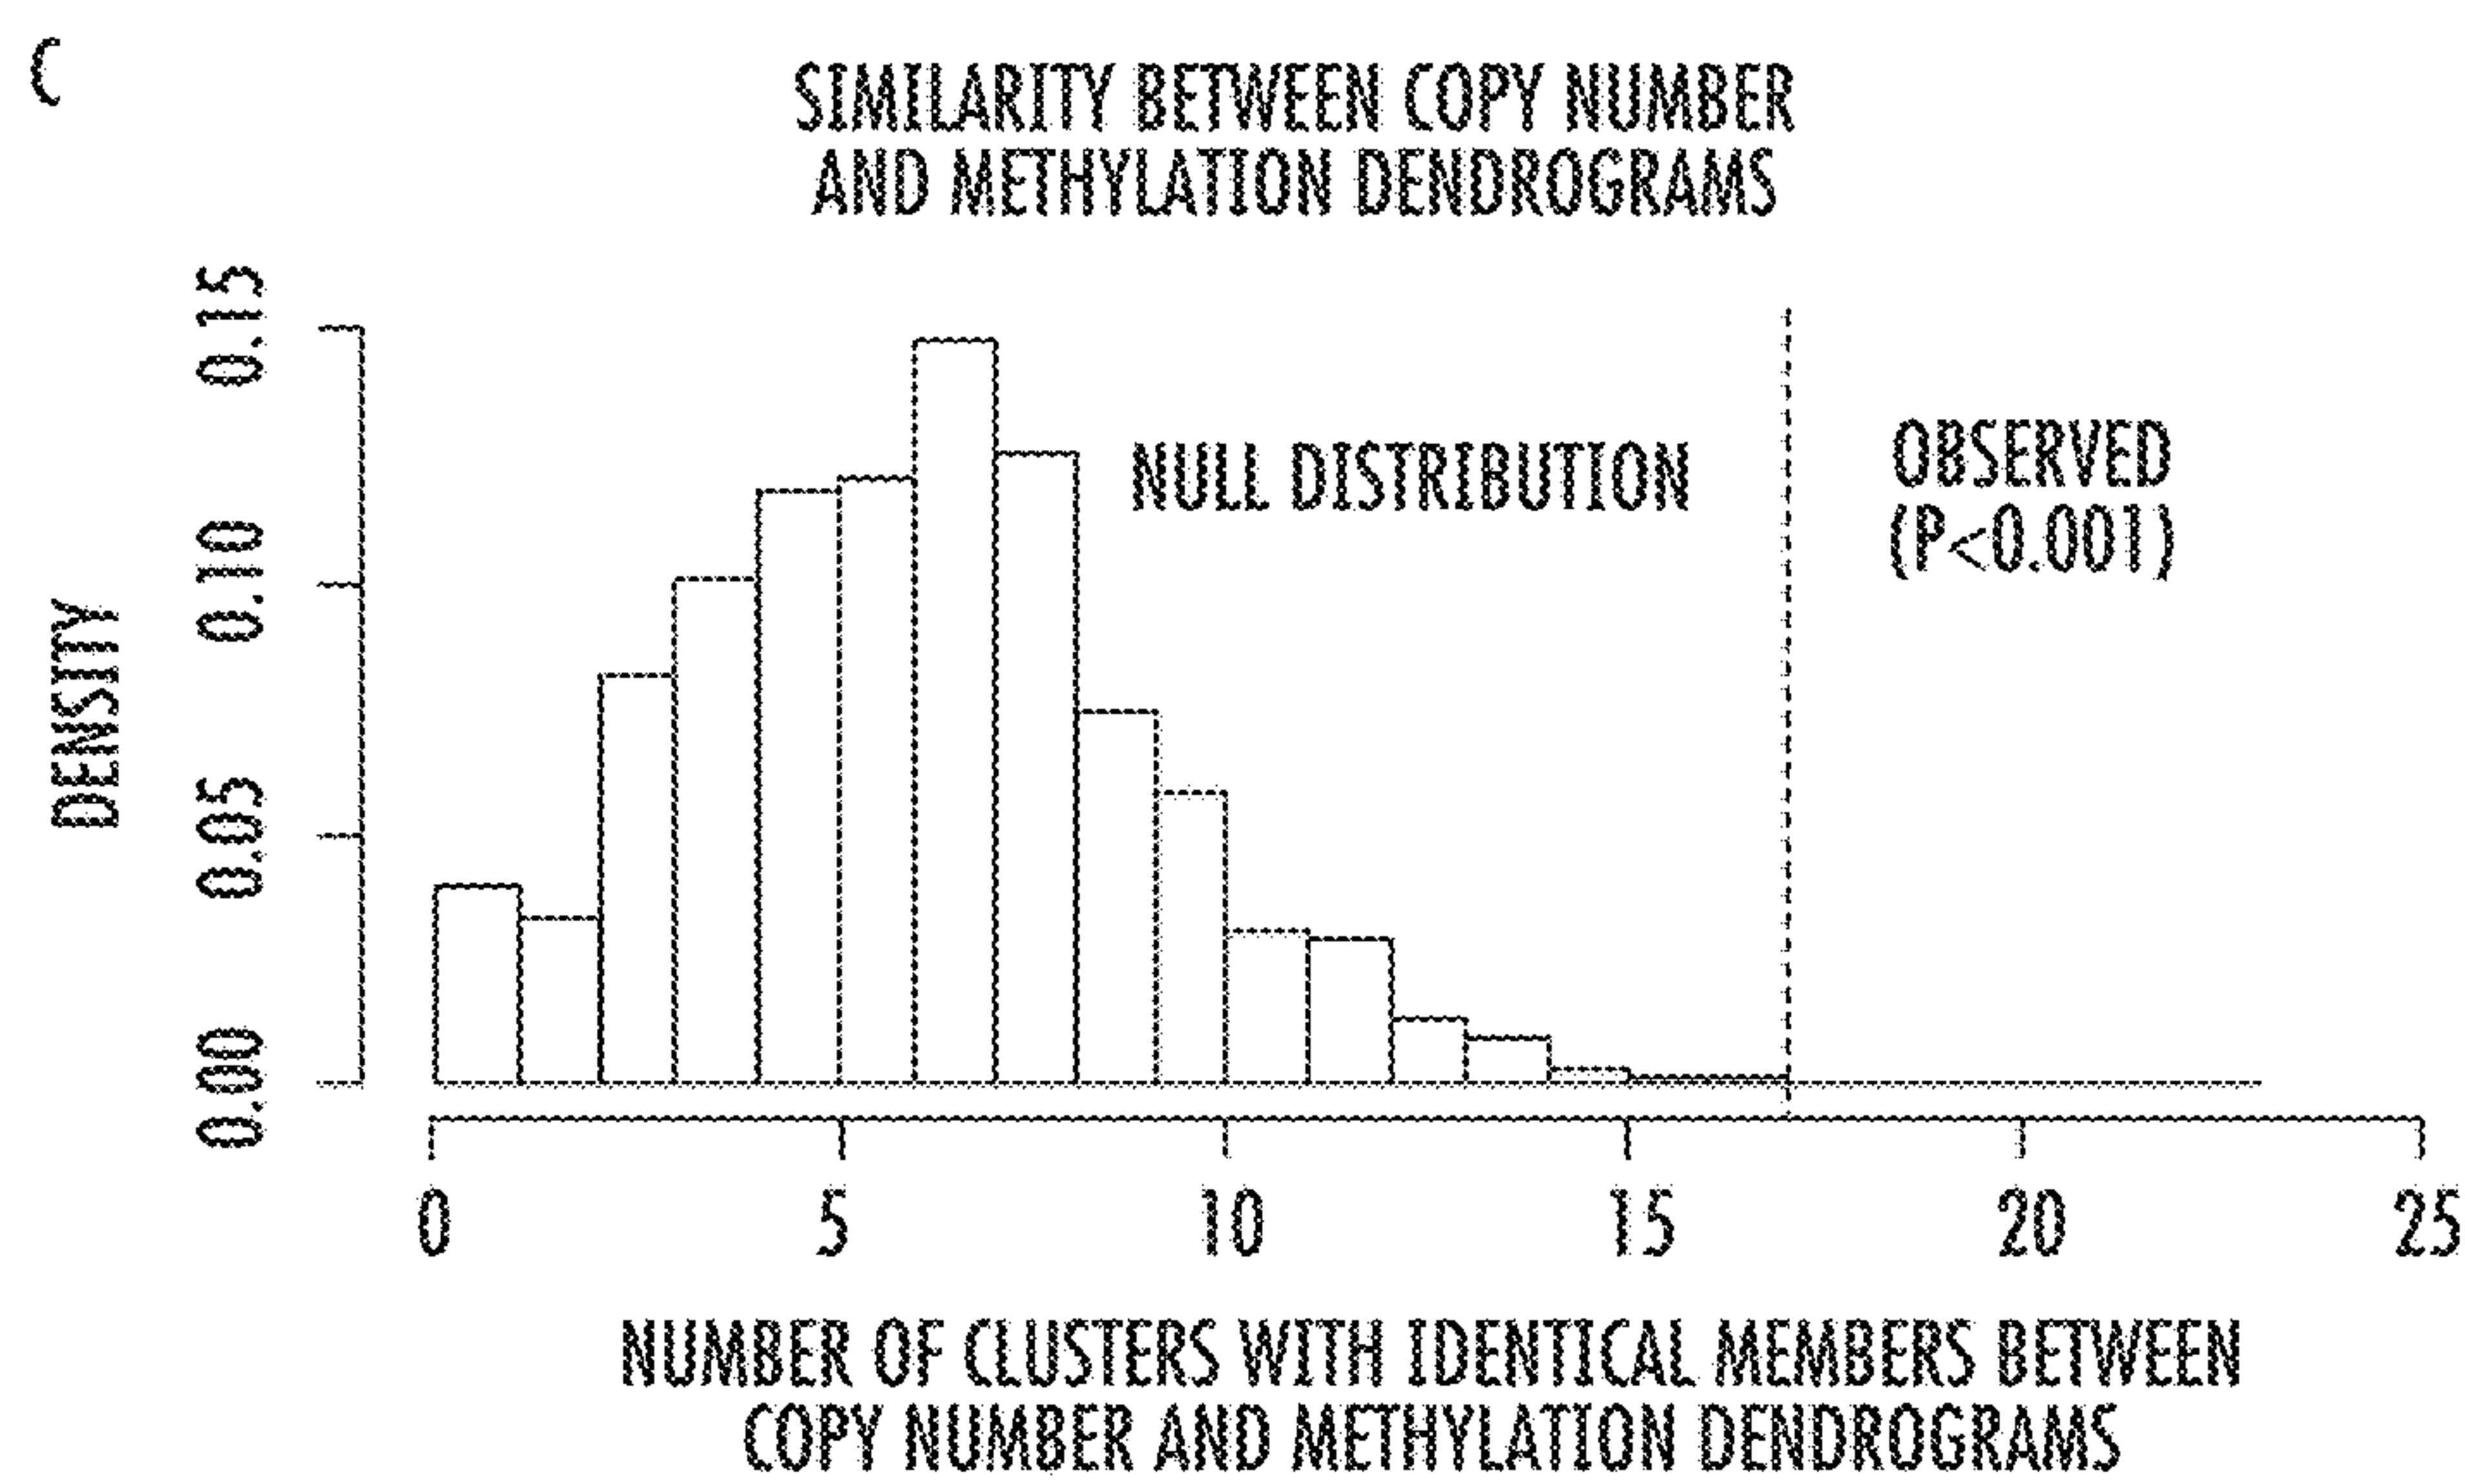 C
SIMILARITY BETWEEN COPY NUMBER
AND METHYLATION DENDROGRAMS
0.15
0.10
0.05
0.00
DENSITY
NULL DISTRIBUTION
OBSERVED
(P<0.001)
0 5 10 15 20 25
NUMBER OF CLUSTERS WITH IDENTICAL MEMBERS BETWEEN
COPY NUMBER AND METHYLATION DENDROGRAMS